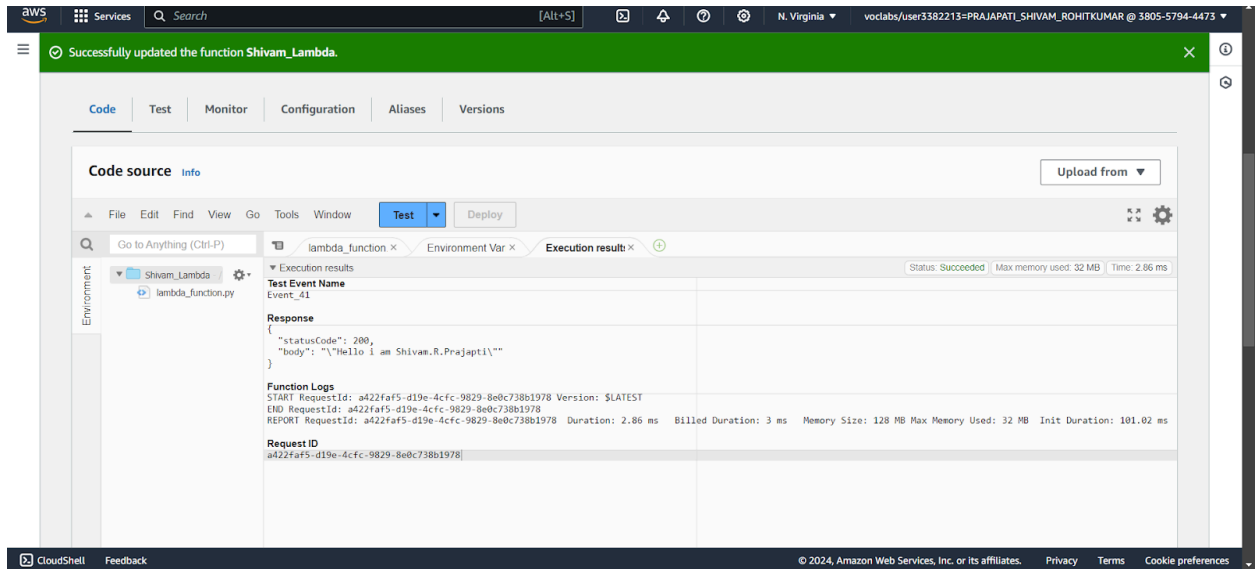 aws Services Search [Alt+S] N. Virginia voclabs/user3382213=PRAJAPATI_SHIVAM_ROHITKUMAR @ 3805-5794-4473
Successfully updated the function Shivam_Lambda.
Code Test Monitor Configuration Aliases Versions
Code source Info Upload from
File Edit Find View Go Tools Window Test Deploy
Go to Anything (Ctrl-P) lambda_function × Environment Var × Execution results ×
Environment
Shivam_Lambda - /
lambda_function.py
Execution results Status: Succeeded Max memory used: 32 MB Time: 2.86 ms
Test Event Name
Event_41
Response
{
"statusCode": 200,
"body": "\"Hello i am Shivam.R.Prajapti\""
}
Function Logs
START RequestId: a422faf5-d19e-4cfc-9829-8e0c738b1978 Version: $LATEST
END RequestId: a422faf5-d19e-4cfc-9829-8e0c738b1978
REPORT RequestId: a422faf5-d19e-4cfc-9829-8e0c738b1978 Duration: 2.86 ms Billed Duration: 3 ms Memory Size: 128 MB Max Memory Used: 32 MB Init Duration: 101.02 ms
Request ID
a422faf5-d19e-4cfc-9829-8e0c738b1978
CloudShell Feedback © 2024, Amazon Web Services, Inc. or its affiliates. Privacy Terms Cookie preferences